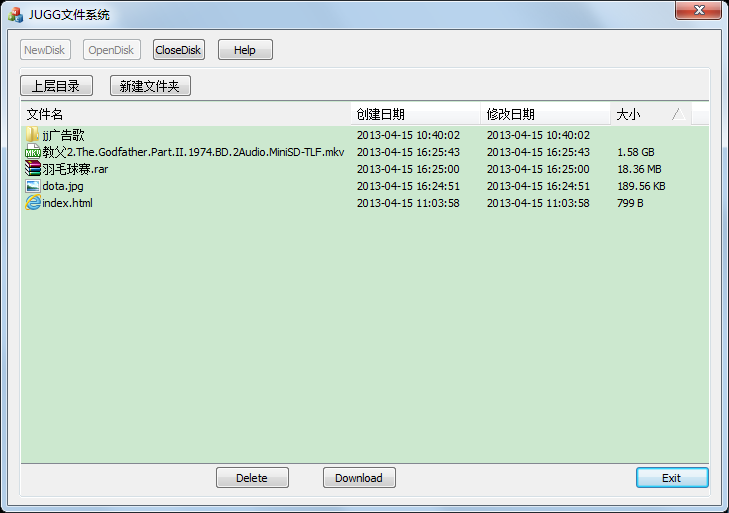 JUGG文件系统
NewDisk OpenDisk CloseDisk Help
上层目录 新建文件夹
文件名 创建日期 修改日期 大小
jj广告歌 2013-04-15 10:40:02 2013-04-15 10:40:02
教父2.The.Godfather.Part.II.1974.BD.2Audio.MiniSD-TLF.mkv 2013-04-15 16:25:43 2013-04-15 16:25:43 1.58 GB
羽毛球赛.rar 2013-04-15 16:25:00 2013-04-15 16:25:00 18.36 MB
dota.jpg 2013-04-15 16:24:51 2013-04-15 16:24:51 189.56 KB
index.html 2013-04-15 11:03:58 2013-04-15 11:03:58 799 B
Delete Download Exit